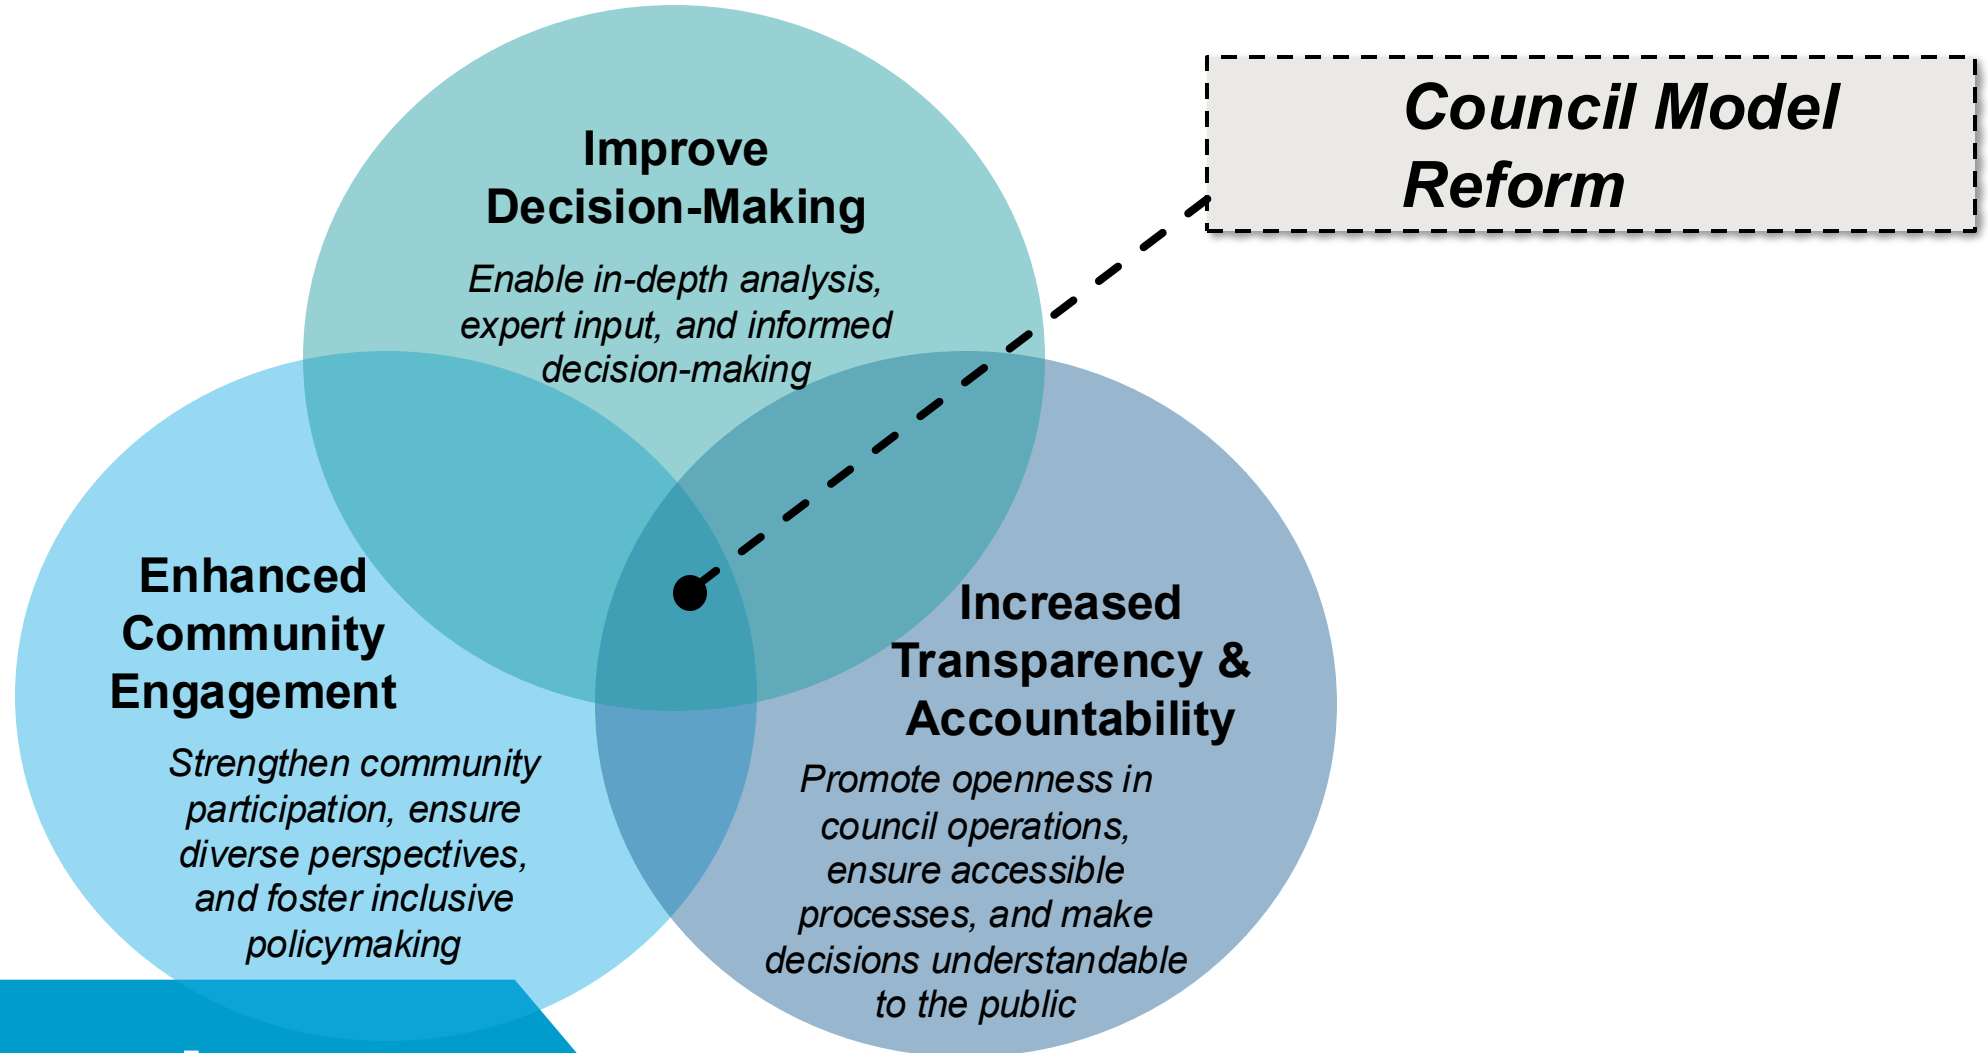 Council Model
Reform
Improve
Decision-Making
Enable in-depth analysis,
expert input, and informed
decision-making
Enhanced
Community
Engagement
Strengthen community
participation, ensure
diverse perspectives,
and foster inclusive
policymaking
Increased
Transparency &
Accountability
Promote openness in
council operations,
ensure accessible
processes, and make
decisions understandable
to the public